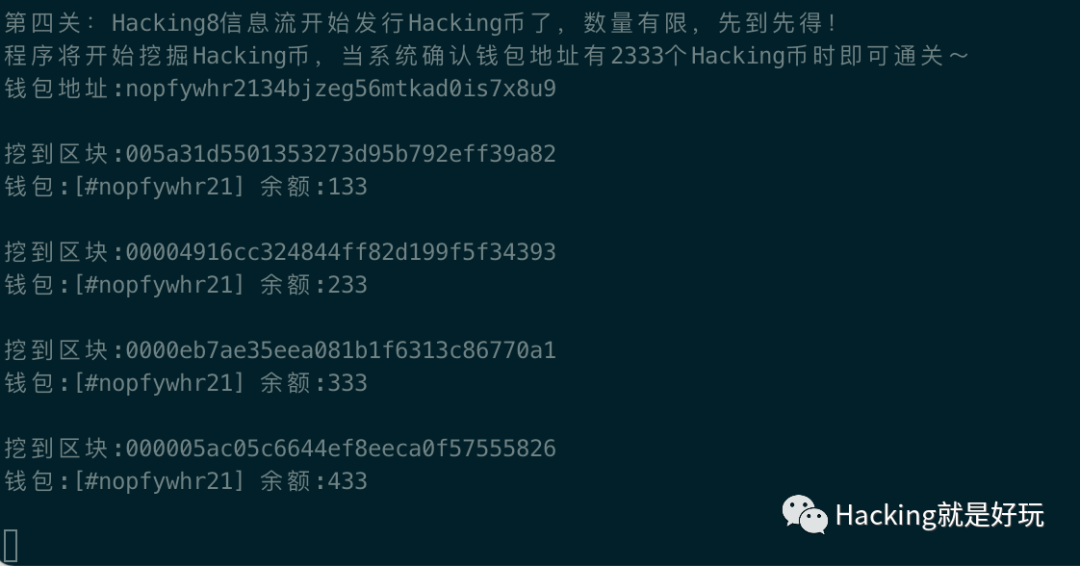 第四关：Hacking8信息流开始发行Hacking币了，数量有限，先到先得！
程序将开始挖掘Hacking币，当系统确认钱包地址有2333个Hacking币时即可通关～
钱包地址:nopfywhr2134bjzeg56mtkad0is7x8u9
挖到区块:005a31d5501353273d95b792eff39a82
钱包:[#nopfywhr21] 余额:133
挖到区块:00004916cc324844ff82d199f5f34393
钱包:[#nopfywhr21] 余额:233
挖到区块:0000eb7ae35eea081b1f6313c86770a1
钱包:[#nopfywhr21] 余额:333
挖到区块:000005ac05c6644ef8eeca0f57555826
钱包:[#nopfywhr21] 余额:433
Hacking就是好玩